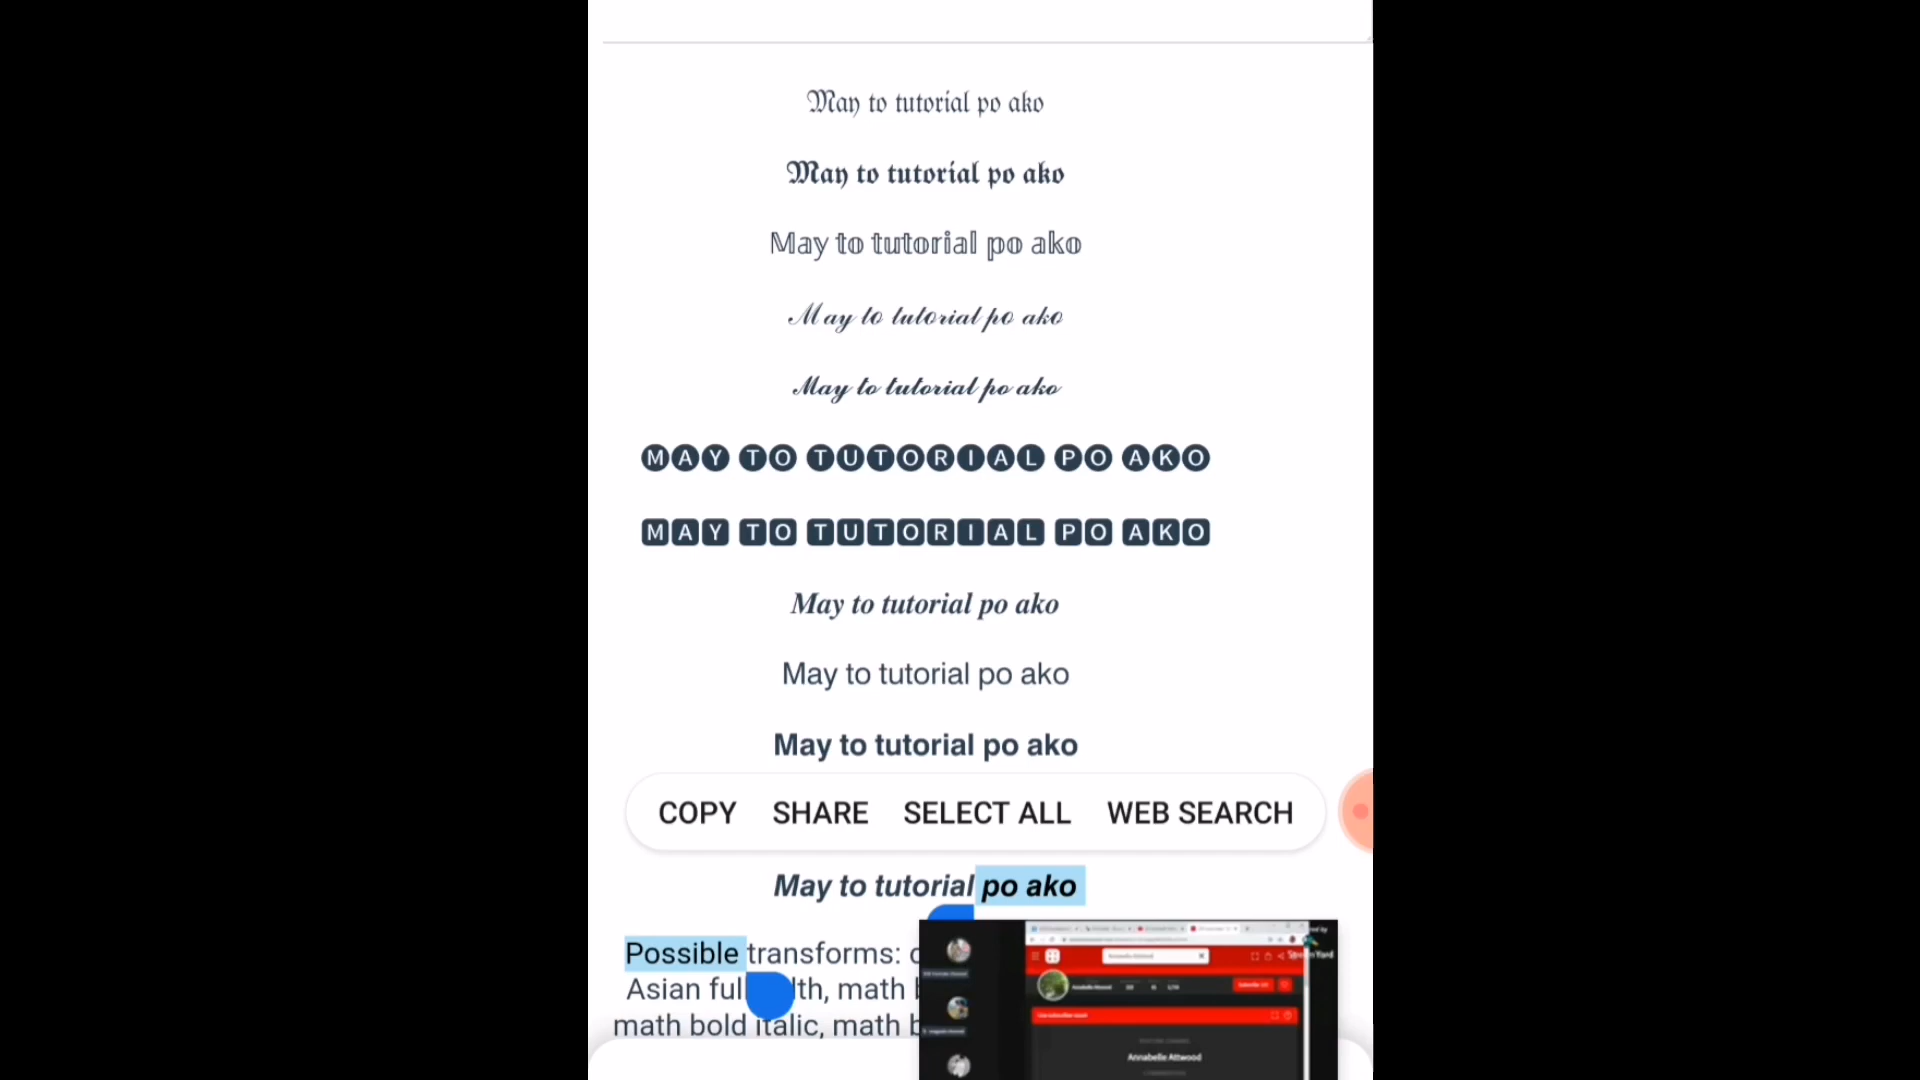 May to tutorial po ako
May to tutorial po ako
May to tutorial po ako
May to tutorial po ako
May to tutorial po ako
MAY TO TUTORIAL PO AKO
MAY TO TUTORIAL PO AKO
May to tutorial po ako
May to tutorial po ako
May to tutorial po ako
COPY SHARE SELECT ALL WEB SEARCH
May to tutorial po ako
Possible transforms:
Asian full math
math bold italic, math
Annabelle Attwood